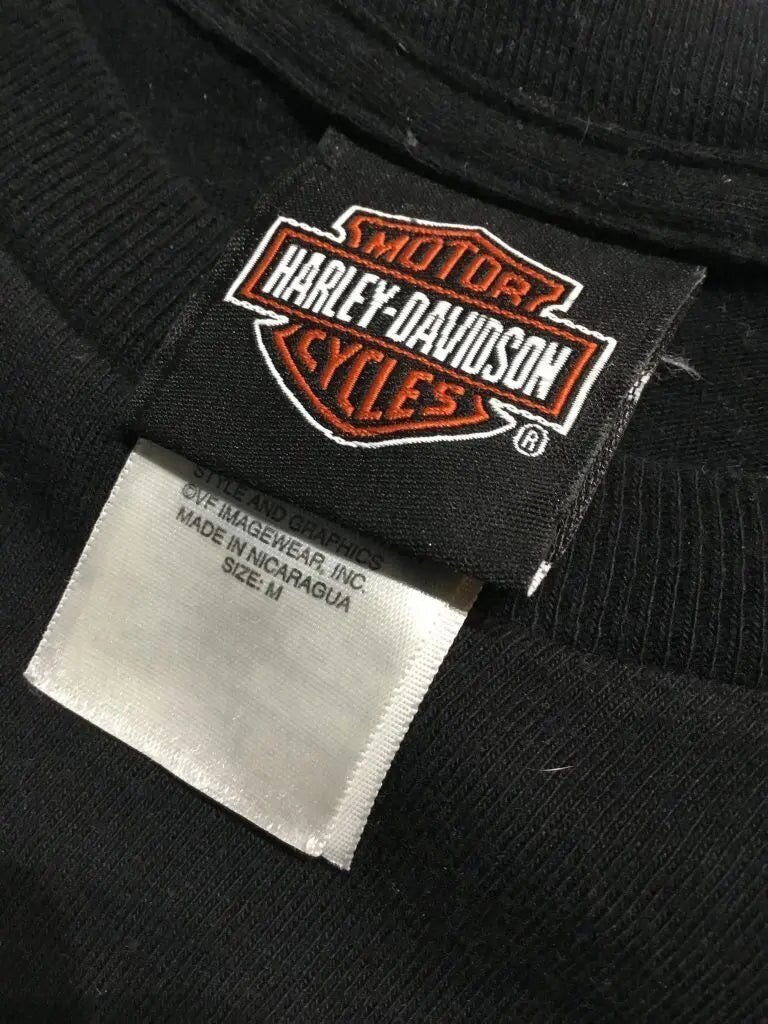 MOTOR
HARLEY-DAVIDSON
CYCLES
®
STYLE AND GRAPHICS
©VF IMAGEWEAR, INC.
MADE IN NICARAGUA
SIZE: M